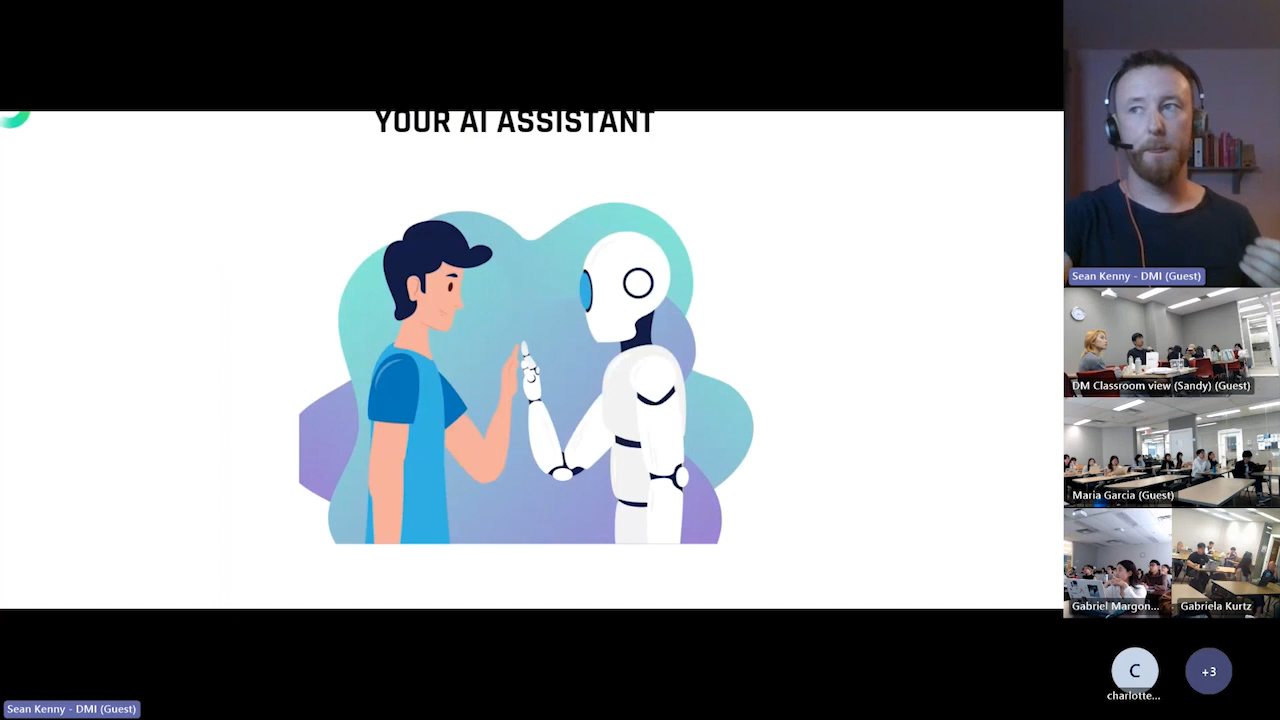 YOUR AI ASSISTANT
Sean Kenny - DMI (Guest)
DM Classroom view (Sandy) (Guest)
Maria Garcia (Guest)
Gabriel Margon...
Gabriela Kurtz
C
charlotte...
+3
Sean Kenny - DMI (Guest)